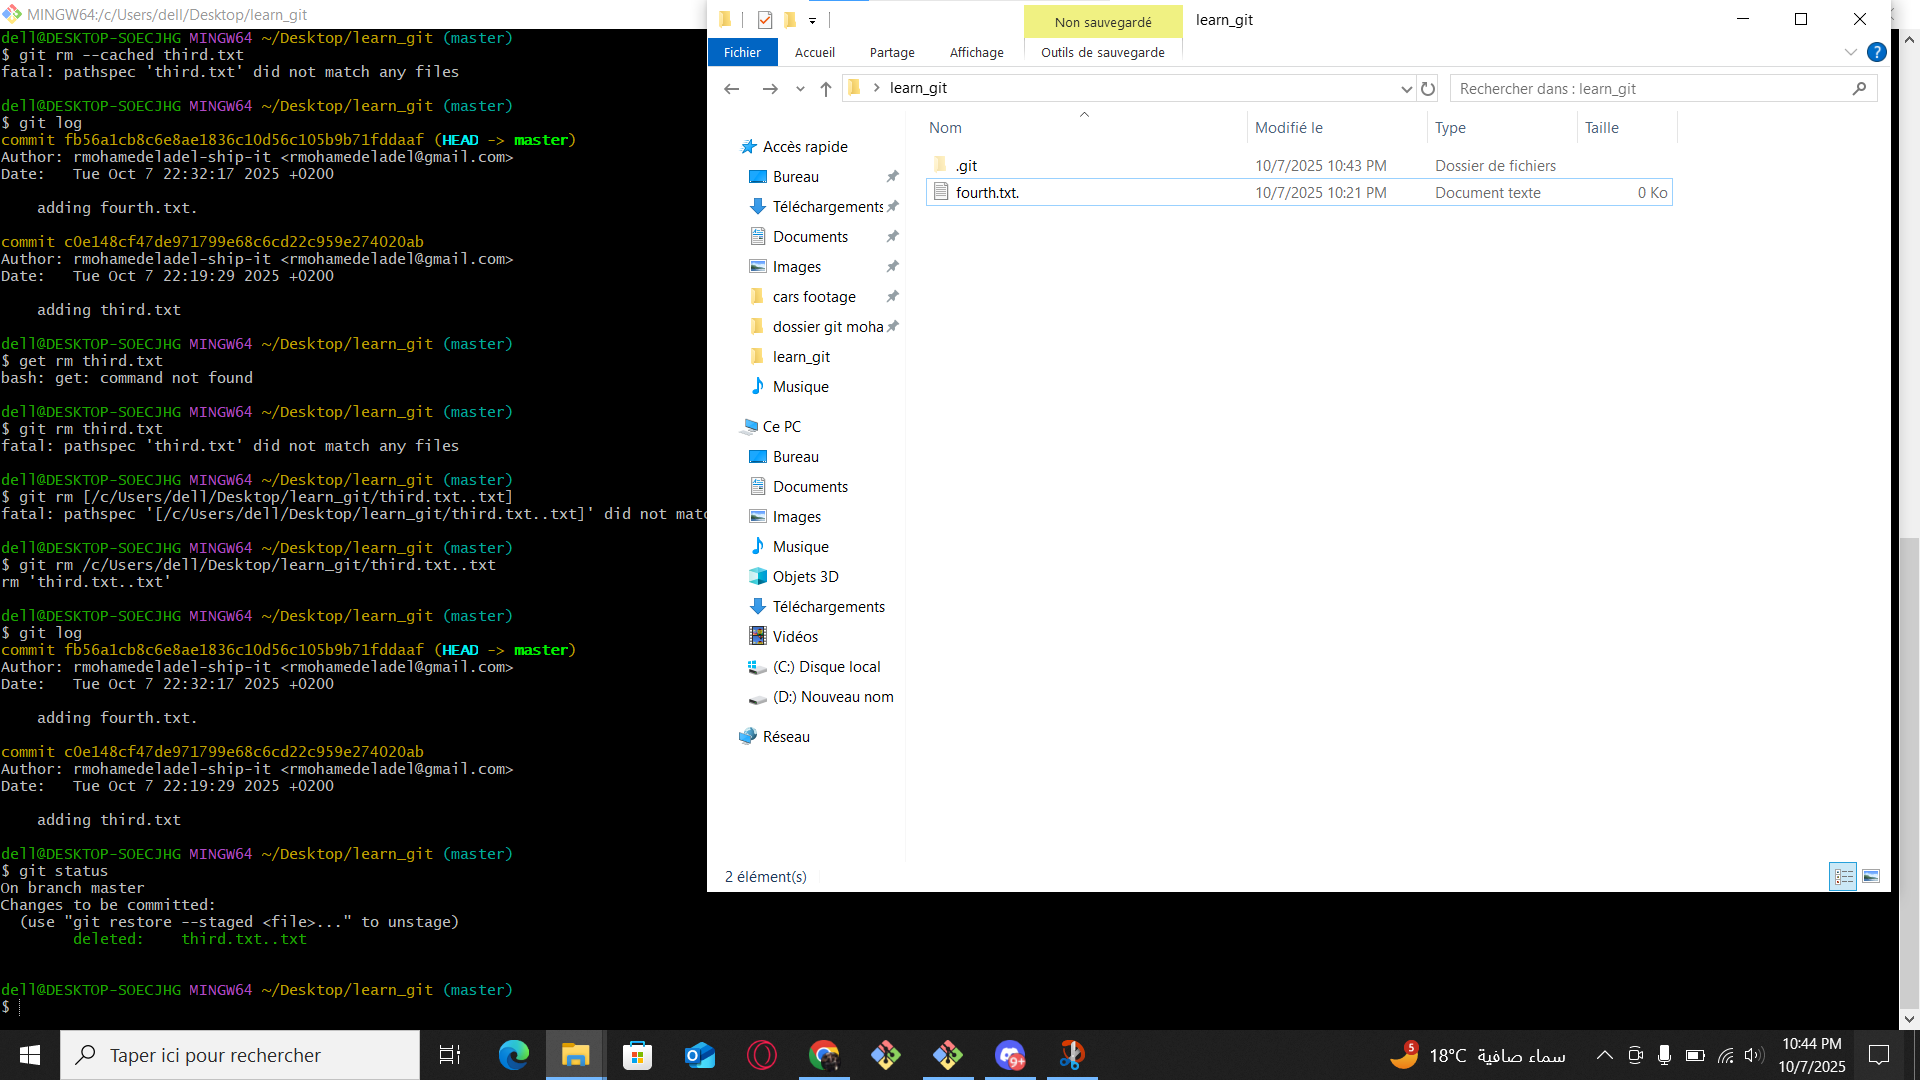 MINGW64:/c/Users/dell/Desktop/learn_git
dell@DESKTOP-SOECJHG MINGW64 ~/Desktop/learn_git (master)
$ git rm --cached third.txt
fatal: pathspec 'third.txt' did not match any files
dell@DESKTOP-SOECJHG MINGW64 ~/Desktop/learn_git (master)
$ git log
commit fb56a1cb8c6e8ae1836c10d56c105b9b71fddaaf (HEAD -> master)
Author: rmohamedeladel-ship-it <rmohamedeladel@gmail.com>
Date:   Tue Oct 7 22:32:17 2025 +0200
adding fourth.txt.
commit c0e148cf47de971799e68c6cd22c959e274020ab
Author: rmohamedeladel-ship-it <rmohamedeladel@gmail.com>
Date:   Tue Oct 7 22:19:29 2025 +0200
adding third.txt
dell@DESKTOP-SOECJHG MINGW64 ~/Desktop/learn_git (master)
$ get rm third.txt
bash: get: command not found
dell@DESKTOP-SOECJHG MINGW64 ~/Desktop/learn_git (master)
$ git rm third.txt
fatal: pathspec 'third.txt' did not match any files
dell@DESKTOP-SOECJHG MINGW64 ~/Desktop/learn_git (master)
$ git rm [/c/Users/dell/Desktop/learn_git/third.txt..txt]
fatal: pathspec '[/c/Users/dell/Desktop/learn_git/third.txt..txt]' did not matc
dell@DESKTOP-SOECJHG MINGW64 ~/Desktop/learn_git (master)
$ git rm /c/Users/dell/Desktop/learn_git/third.txt..txt
rm 'third.txt..txt'
dell@DESKTOP-SOECJHG MINGW64 ~/Desktop/learn_git (master)
$ git log
commit fb56a1cb8c6e8ae1836c10d56c105b9b71fddaaf (HEAD -> master)
Author: rmohamedeladel-ship-it <rmohamedeladel@gmail.com>
Date:   Tue Oct 7 22:32:17 2025 +0200
adding fourth.txt.
commit c0e148cf47de971799e68c6cd22c959e274020ab
Author: rmohamedeladel-ship-it <rmohamedeladel@gmail.com>
Date:   Tue Oct 7 22:19:29 2025 +0200
adding third.txt
dell@DESKTOP-SOECJHG MINGW64 ~/Desktop/learn_git (master)
$ git status
On branch master
Changes to be committed:
(use "git restore --staged <file>..." to unstage)
deleted:    third.txt..txt
dell@DESKTOP-SOECJHG MINGW64 ~/Desktop/learn_git (master)
$
Non sauvegardé learn_git
Fichier Accueil Partage Affichage Outils de sauvegarde ?
learn_git Rechercher dans : learn_git
Nom Modifié le Type Taille
.git 10/7/2025 10:43 PM Dossier de fichiers
fourth.txt. 10/7/2025 10:21 PM Document texte 0 Ko
Accès rapide
Bureau
Téléchargements
Documents
Images
cars footage
dossier git moha
learn_git
Musique
Ce PC
Bureau
Documents
Images
Musique
Objets 3D
Téléchargements
Vidéos
(C:) Disque local
(D:) Nouveau nom
Réseau
2 élément(s)
Taper ici pour rechercher
9+
5
18°C سماء صافية
10:44 PM
10/7/2025